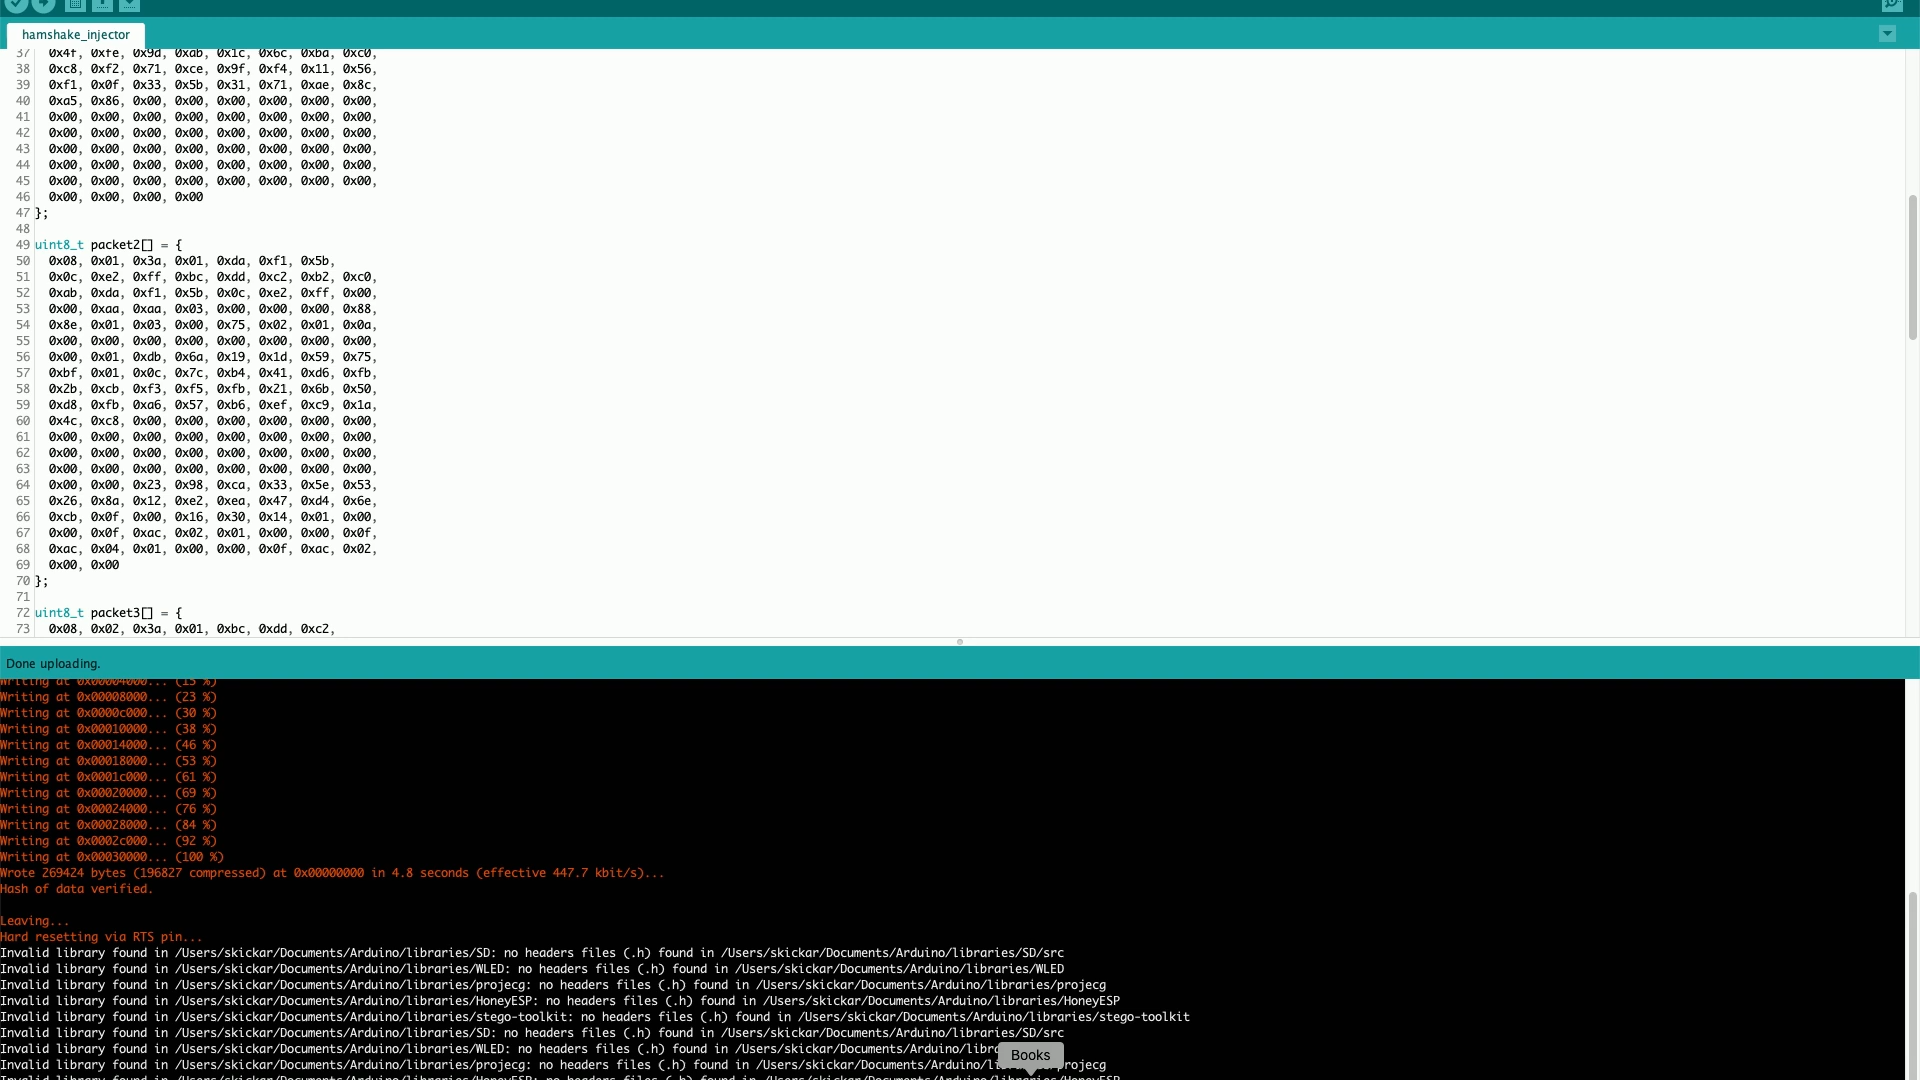 hamshake_injector
37 0x4f, 0xfe, 0x9d, 0xab, 0x1c, 0x6c, 0xba, 0xc0,
38 0xc8, 0xf2, 0x71, 0xce, 0x9f, 0xf4, 0x11, 0x56,
39 0xf1, 0x0f, 0x33, 0x5b, 0x31, 0x71, 0xae, 0x8c,
40 0xa5, 0x86, 0x00, 0x00, 0x00, 0x00, 0x00, 0x00,
41 0x00, 0x00, 0x00, 0x00, 0x00, 0x00, 0x00, 0x00,
42 0x00, 0x00, 0x00, 0x00, 0x00, 0x00, 0x00, 0x00,
43 0x00, 0x00, 0x00, 0x00, 0x00, 0x00, 0x00, 0x00,
44 0x00, 0x00, 0x00, 0x00, 0x00, 0x00, 0x00, 0x00,
45 0x00, 0x00, 0x00, 0x00, 0x00, 0x00, 0x00, 0x00,
46 0x00, 0x00, 0x00, 0x00
47 };
48
49 uint8_t packet2[] = {
50 0x08, 0x01, 0x3a, 0x01, 0xda, 0xf1, 0x5b,
51 0x0c, 0xe2, 0xff, 0xbc, 0xdd, 0xc2, 0xb2, 0xc0,
52 0xab, 0xda, 0xf1, 0x5b, 0x0c, 0xe2, 0xff, 0x00,
53 0x00, 0xaa, 0xaa, 0x03, 0x00, 0x00, 0x00, 0x88,
54 0x8e, 0x01, 0x03, 0x00, 0x75, 0x02, 0x01, 0x0a,
55 0x00, 0x00, 0x00, 0x00, 0x00, 0x00, 0x00, 0x00,
56 0x00, 0x01, 0xdb, 0x6a, 0x19, 0x1d, 0x59, 0x75,
57 0xbf, 0x01, 0x0c, 0x7c, 0xb4, 0x41, 0xd6, 0xfb,
58 0x2b, 0xcb, 0xf3, 0xf5, 0xfb, 0x21, 0x6b, 0x50,
59 0xd8, 0xfb, 0xa6, 0x57, 0xb6, 0xef, 0xc9, 0x1a,
60 0x4c, 0xc8, 0x00, 0x00, 0x00, 0x00, 0x00, 0x00,
61 0x00, 0x00, 0x00, 0x00, 0x00, 0x00, 0x00, 0x00,
62 0x00, 0x00, 0x00, 0x00, 0x00, 0x00, 0x00, 0x00,
63 0x00, 0x00, 0x00, 0x00, 0x00, 0x00, 0x00, 0x00,
64 0x00, 0x00, 0x23, 0x98, 0xca, 0x33, 0x5e, 0x53,
65 0x26, 0x8a, 0x12, 0xe2, 0xea, 0x47, 0xd4, 0x6e,
66 0xcb, 0x0f, 0x00, 0x16, 0x30, 0x14, 0x01, 0x00,
67 0x00, 0x0f, 0xac, 0x02, 0x01, 0x00, 0x00, 0x0f,
68 0xac, 0x04, 0x01, 0x00, 0x00, 0x0f, 0xac, 0x02,
69 0x00, 0x00
70 };
71
72 uint8_t packet3[] = {
73 0x08, 0x02, 0x3a, 0x01, 0xbc, 0xdd, 0xc2,
Done uploading.
Writing at 0x00004000... (15 %)
Writing at 0x00008000... (23 %)
Writing at 0x0000c000... (30 %)
Writing at 0x00010000... (38 %)
Writing at 0x00014000... (46 %)
Writing at 0x00018000... (53 %)
Writing at 0x0001c000... (61 %)
Writing at 0x00020000... (69 %)
Writing at 0x00024000... (76 %)
Writing at 0x00028000... (84 %)
Writing at 0x0002c000... (92 %)
Writing at 0x00030000... (100 %)
Wrote 269424 bytes (196827 compressed) at 0x00000000 in 4.8 seconds (effective 447.7 kbit/s)...
Hash of data verified.

Leaving...
Hard resetting via RTS pin...
Invalid library found in /Users/skickar/Documents/Arduino/libraries/SD: no headers files (.h) found in /Users/skickar/Documents/Arduino/libraries/SD/src
Invalid library found in /Users/skickar/Documents/Arduino/libraries/WLED: no headers files (.h) found in /Users/skickar/Documents/Arduino/libraries/WLED
Invalid library found in /Users/skickar/Documents/Arduino/libraries/projecg: no headers files (.h) found in /Users/skickar/Documents/Arduino/libraries/projecg
Invalid library found in /Users/skickar/Documents/Arduino/libraries/HoneyESP: no headers files (.h) found in /Users/skickar/Documents/Arduino/libraries/HoneyESP
Invalid library found in /Users/skickar/Documents/Arduino/libraries/stego-toolkit: no headers files (.h) found in /Users/skickar/Documents/Arduino/libraries/stego-toolkit
Invalid library found in /Users/skickar/Documents/Arduino/libraries/SD: no headers files (.h) found in /Users/skickar/Documents/Arduino/libraries/SD/src
Invalid library found in /Users/skickar/Documents/Arduino/libraries/WLED: no headers files (.h) found in /Users/skickar/Documents/Arduino/libr
Books
Invalid library found in /Users/skickar/Documents/Arduino/libraries/projecg: no headers files (.h) found in /Users/skickar/Documents/Arduino/li projecg
Invalid library found in /Users/skickar/Documents/Arduino/libraries/HoneyESP: no headers files (.h) found in /Users/skickar/Documents/Arduino/libraries/HoneyESP